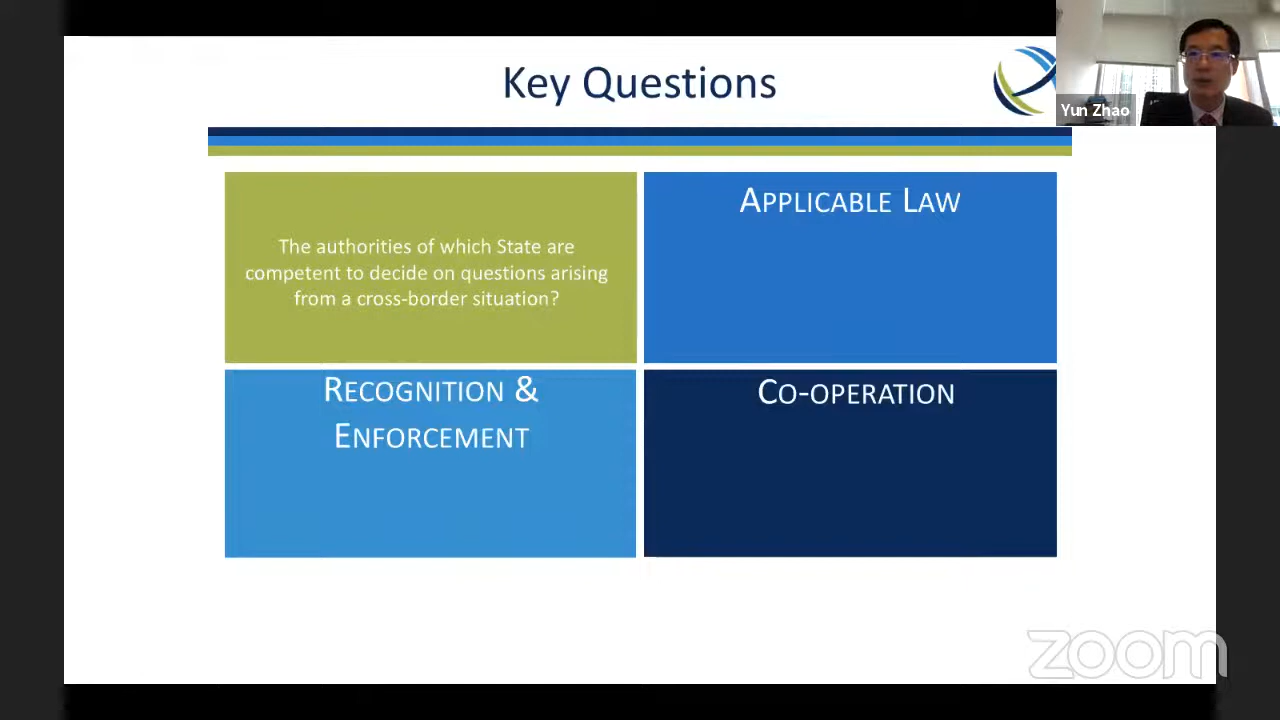 Key Questions
Yun Zhao
The authorities of which State are
competent to decide on questions arising
from a cross-border situation?
APPLICABLE LAW
RECOGNITION &
ENFORCEMENT
CO-OPERATION
zoom